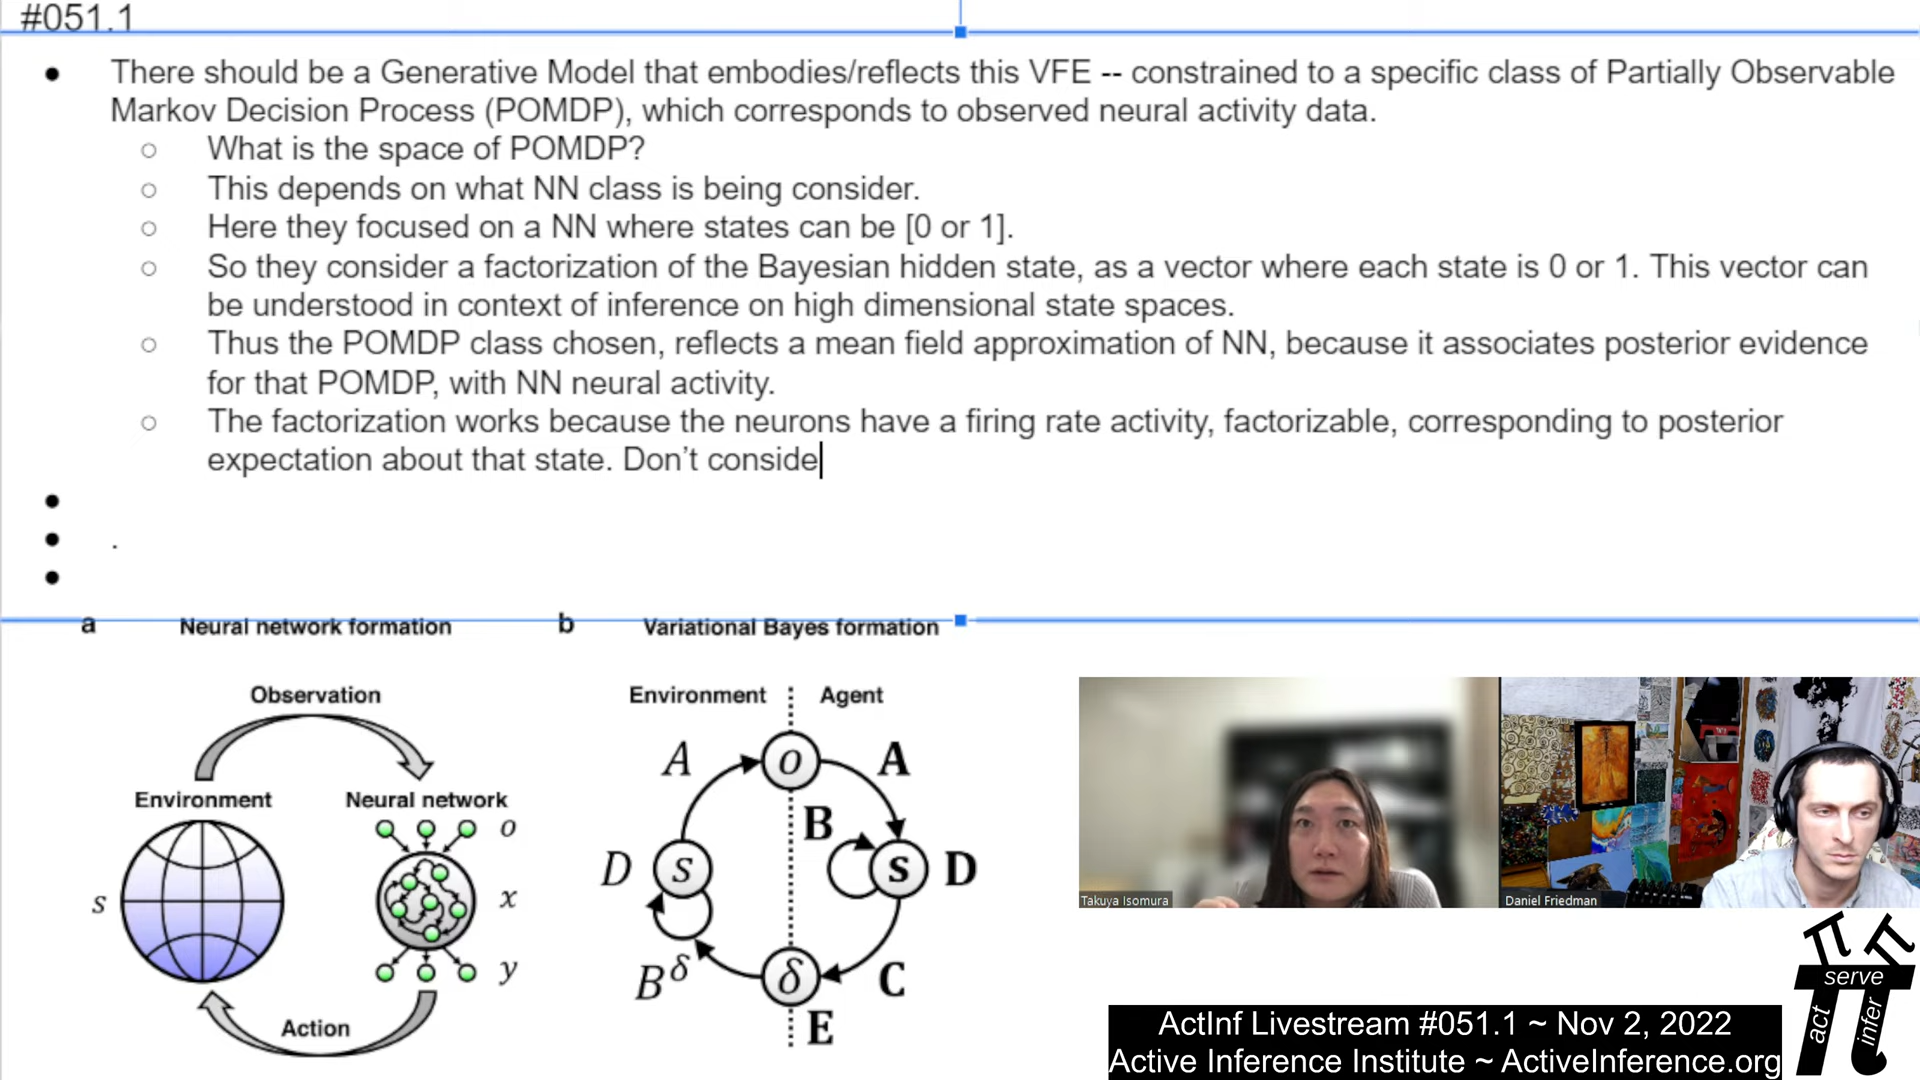 #051.1
There should be a Generative Model that embodies/reflects this VFE -- constrained to a specific class of Partially Observable
Markov Decision Process (POMDP), which corresponds to observed neural activity data.
What is the space of POMDP?
This depends on what NN class is being consider.
Here they focused on a NN where states can be [0 or 1].
So they consider a factorization of the Bayesian hidden state, as a vector where each state is 0 or 1. This vector can
be understood in context of inference on high dimensional state spaces.
Thus the POMDP class chosen, reflects a mean field approximation of NN, because it associates posterior evidence
for that POMDP, with NN neural activity.
The factorization works because the neurons have a firing rate activity, factorizable, corresponding to posterior
expectation about that state. Don't conside
.
a Neural network formation
Observation
Environment Neural network
o
s
x
y
Action
b Variational Bayes formation
Environment Agent
A o A
B
D s s D
B^δ δ C
E
Takuya Isomura
Daniel Friedman
act serve infer
ActInf Livestream #051.1 ~ Nov 2, 2022
Active Inference Institute ~ ActiveInference.org